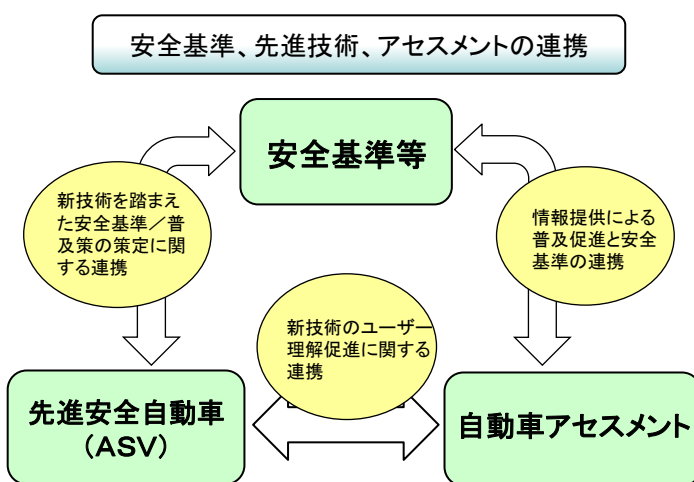 安全基準、先進技術、アセスメントの連携
安全基準等
新技術を踏まえ
た安全基準／普
及策の策定に関
する連携
情報提供による
普及促進と安全
基準の連携
新技術のユーザー
理解促進に関する
連携
先進安全自動車
(ASV)
自動車アセスメント